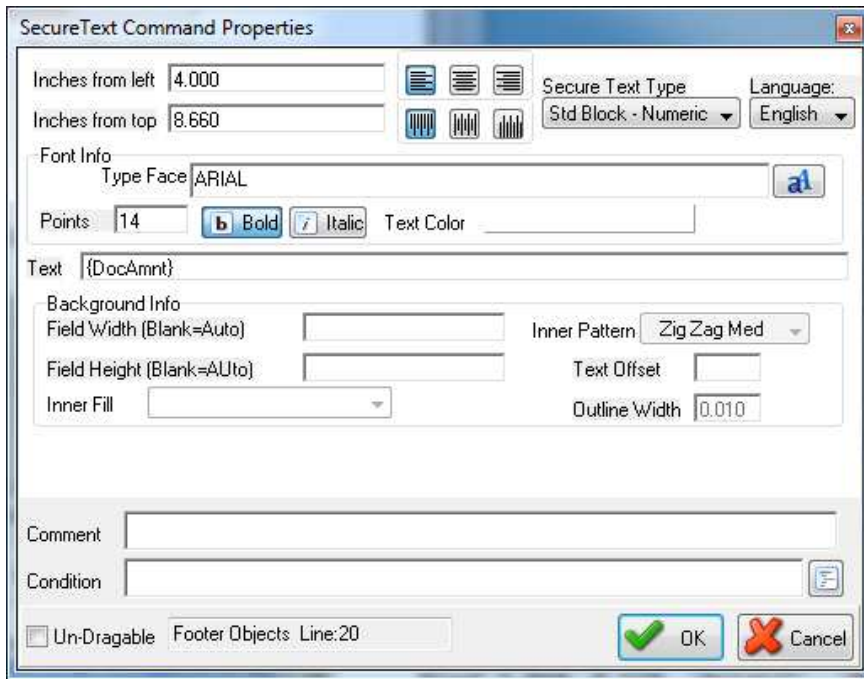 SecureText Command Properties
Inches from left 4.000
Secure Text Type Language:
Inches from top 8.660
Std Block - Numeric English
Font Info
Type Face ARIAL
a
Points 14 b Bold i Italic Text Color
Text {DocAmnt}
Background Info
Field Width (Blank=Auto) Inner Pattern Zig Zag Med
Field Height (Blank=AUto) Text Offset
Inner Fill Outline Width 0.010
Comment
Condition
Un-Dragable Footer Objects Line:20 OK Cancel